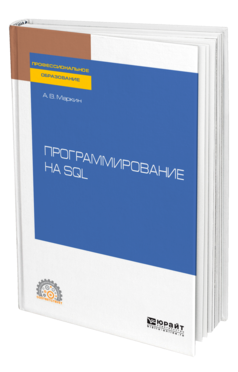 ПРОФЕССИОНАЛЬНОЕ
ОБРАЗОВАНИЕ
А. В. Маркин
ПРОГРАММИРОВАНИЕ
НА SQL
юрайт